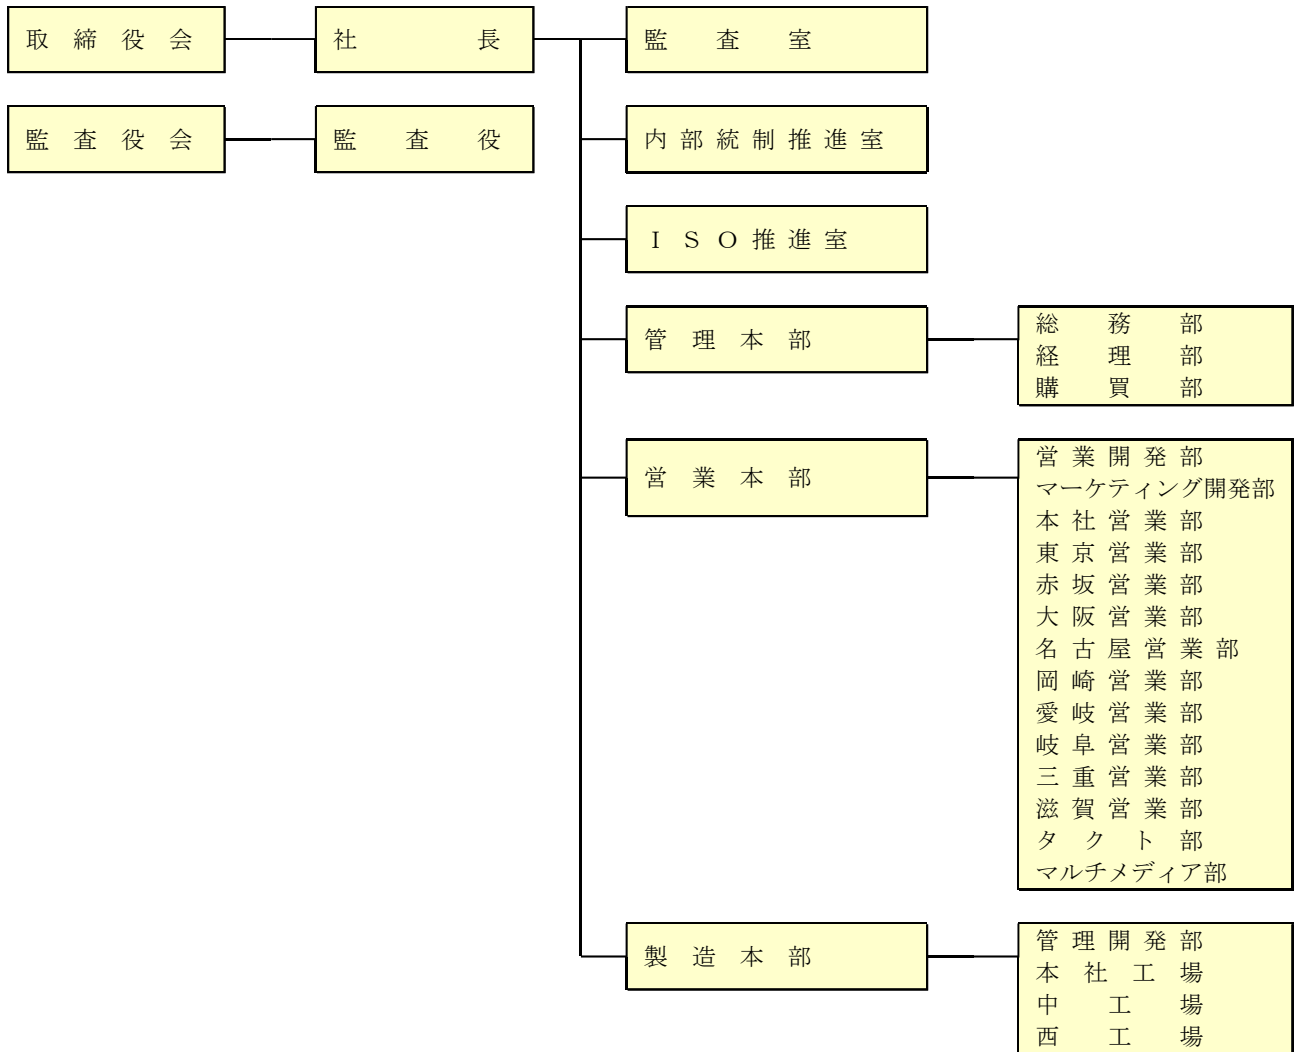 取締役会
社長
監査室
監査役会
監査役
内部統制推進室
ＩＳＯ推進室
管理本部
総務部
経理部
購買部
営業本部
営業開発部
マーケティング開発部
本社営業部
東京営業部
赤坂営業部
大阪営業部
名古屋営業部
岡崎営業部
愛岐営業部
岐阜営業部
三重営業部
滋賀営業部
タクト部
マルチメディア部
製造本部
管理開発部
本社工場
中工場
西工場